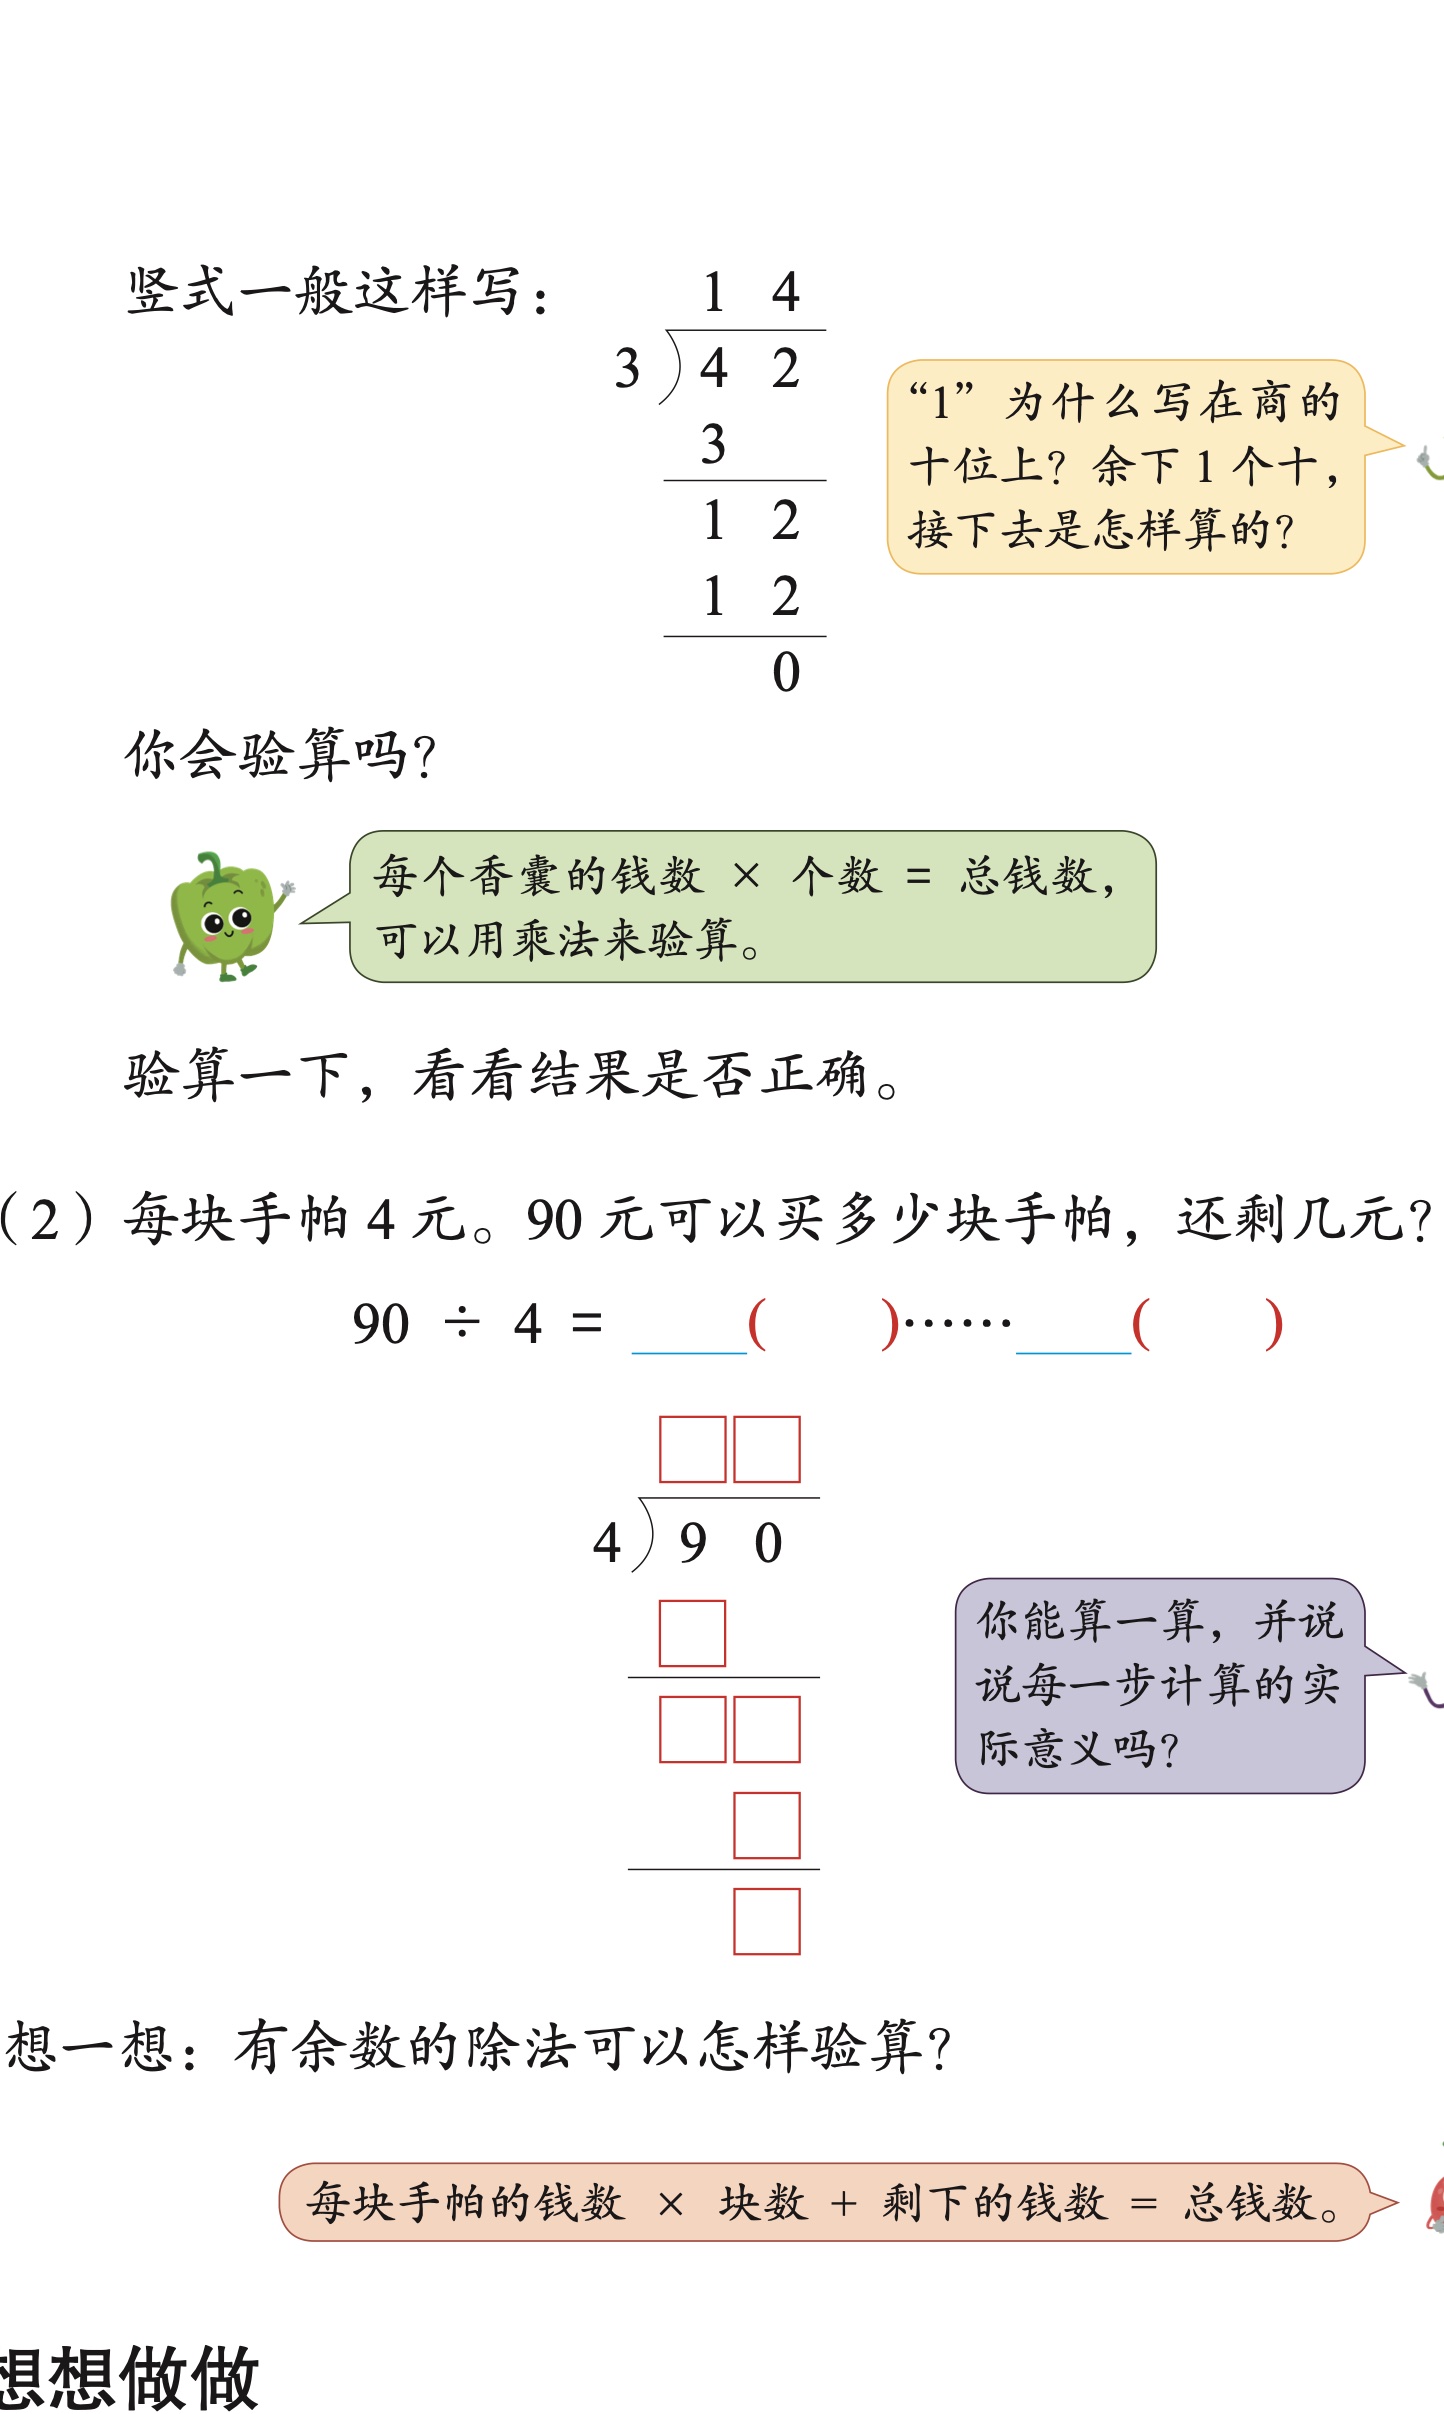 竖式一般这样写：
1 4
3 4 2
3
1 2
1 2
0
“1”为什么写在商的
十位上？余下 1 个十，
接下去是怎样算的？
你会验算吗？
每个香囊的钱数 × 个数 = 总钱数，
可以用乘法来验算。
验算一下，看看结果是否正确。
（2）每块手帕 4 元。90 元可以买多少块手帕，还剩几元？
90 ÷ 4 = ____( )……____( )
4 9 0
你能算一算，并说
说每一步计算的实
际意义吗？
想一想：有余数的除法可以怎样验算？
每块手帕的钱数 × 块数 + 剩下的钱数 = 总钱数。
想想做做